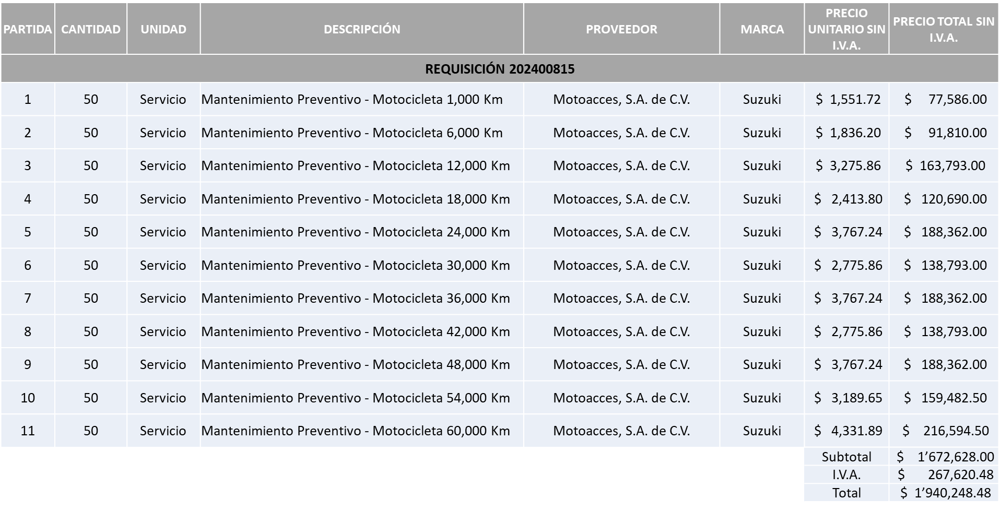 PARTIDA CANTIDAD UNIDAD DESCRIPCIÓN PROVEEDOR MARCA PRECIO UNITARIO SIN I.V.A. PRECIO TOTAL SIN I.V.A.
REQUISICIÓN 202400815
1 50 Servicio Mantenimiento Preventivo - Motocicleta 1,000 Km Motoacces, S.A. de C.V. Suzuki $ 1,551.72 $ 77,586.00
2 50 Servicio Mantenimiento Preventivo - Motocicleta 6,000 Km Motoacces, S.A. de C.V. Suzuki $ 1,836.20 $ 91,810.00
3 50 Servicio Mantenimiento Preventivo - Motocicleta 12,000 Km Motoacces, S.A. de C.V. Suzuki $ 3,275.86 $ 163,793.00
4 50 Servicio Mantenimiento Preventivo - Motocicleta 18,000 Km Motoacces, S.A. de C.V. Suzuki $ 2,413.80 $ 120,690.00
5 50 Servicio Mantenimiento Preventivo - Motocicleta 24,000 Km Motoacces, S.A. de C.V. Suzuki $ 3,767.24 $ 188,362.00
6 50 Servicio Mantenimiento Preventivo - Motocicleta 30,000 Km Motoacces, S.A. de C.V. Suzuki $ 2,775.86 $ 138,793.00
7 50 Servicio Mantenimiento Preventivo - Motocicleta 36,000 Km Motoacces, S.A. de C.V. Suzuki $ 3,767.24 $ 188,362.00
8 50 Servicio Mantenimiento Preventivo - Motocicleta 42,000 Km Motoacces, S.A. de C.V. Suzuki $ 2,775.86 $ 138,793.00
9 50 Servicio Mantenimiento Preventivo - Motocicleta 48,000 Km Motoacces, S.A. de C.V. Suzuki $ 3,767.24 $ 188,362.00
10 50 Servicio Mantenimiento Preventivo - Motocicleta 54,000 Km Motoacces, S.A. de C.V. Suzuki $ 3,189.65 $ 159,482.50
11 50 Servicio Mantenimiento Preventivo - Motocicleta 60,000 Km Motoacces, S.A. de C.V. Suzuki $ 4,331.89 $ 216,594.50
Subtotal $ 1’672,628.00
I.V.A. $ 267,620.48
Total $ 1’940,248.48